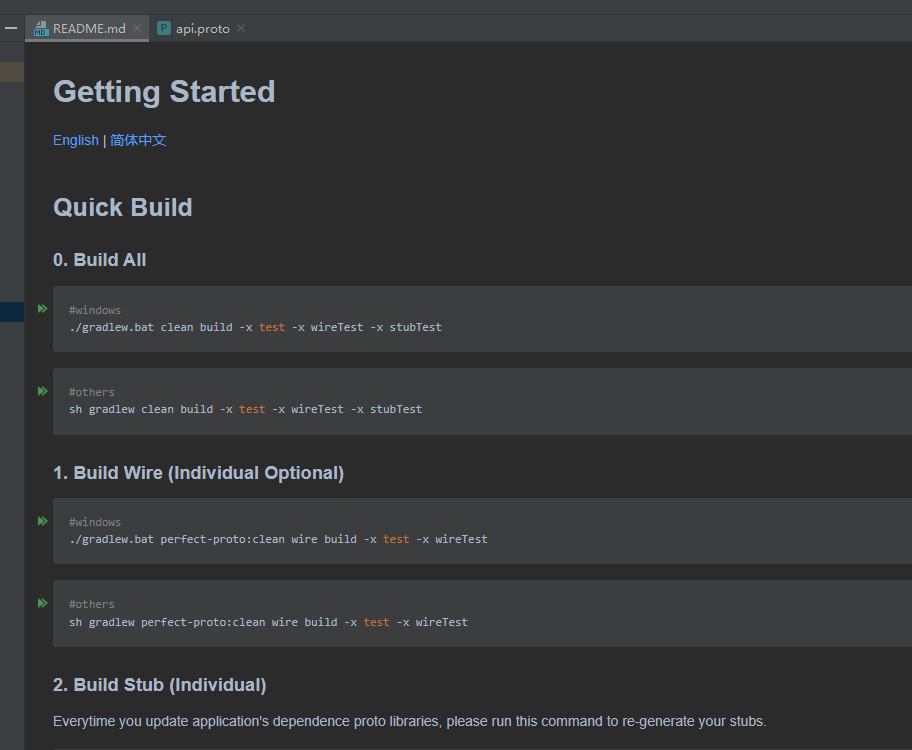 README.md
api.proto
Getting Started
English | 简体中文
Quick Build
0. Build All
#windows
./gradlew.bat clean build -x test -x wireTest -x stubTest
#others
sh gradlew clean build -x test -x wireTest -x stubTest
1. Build Wire (Individual Optional)
#windows
./gradlew.bat perfect-proto:clean wire build -x test -x wireTest
#others
sh gradlew perfect-proto:clean wire build -x test -x wireTest
2. Build Stub (Individual)
Everytime you update application's dependence proto libraries, please run this command to re-generate your stubs.